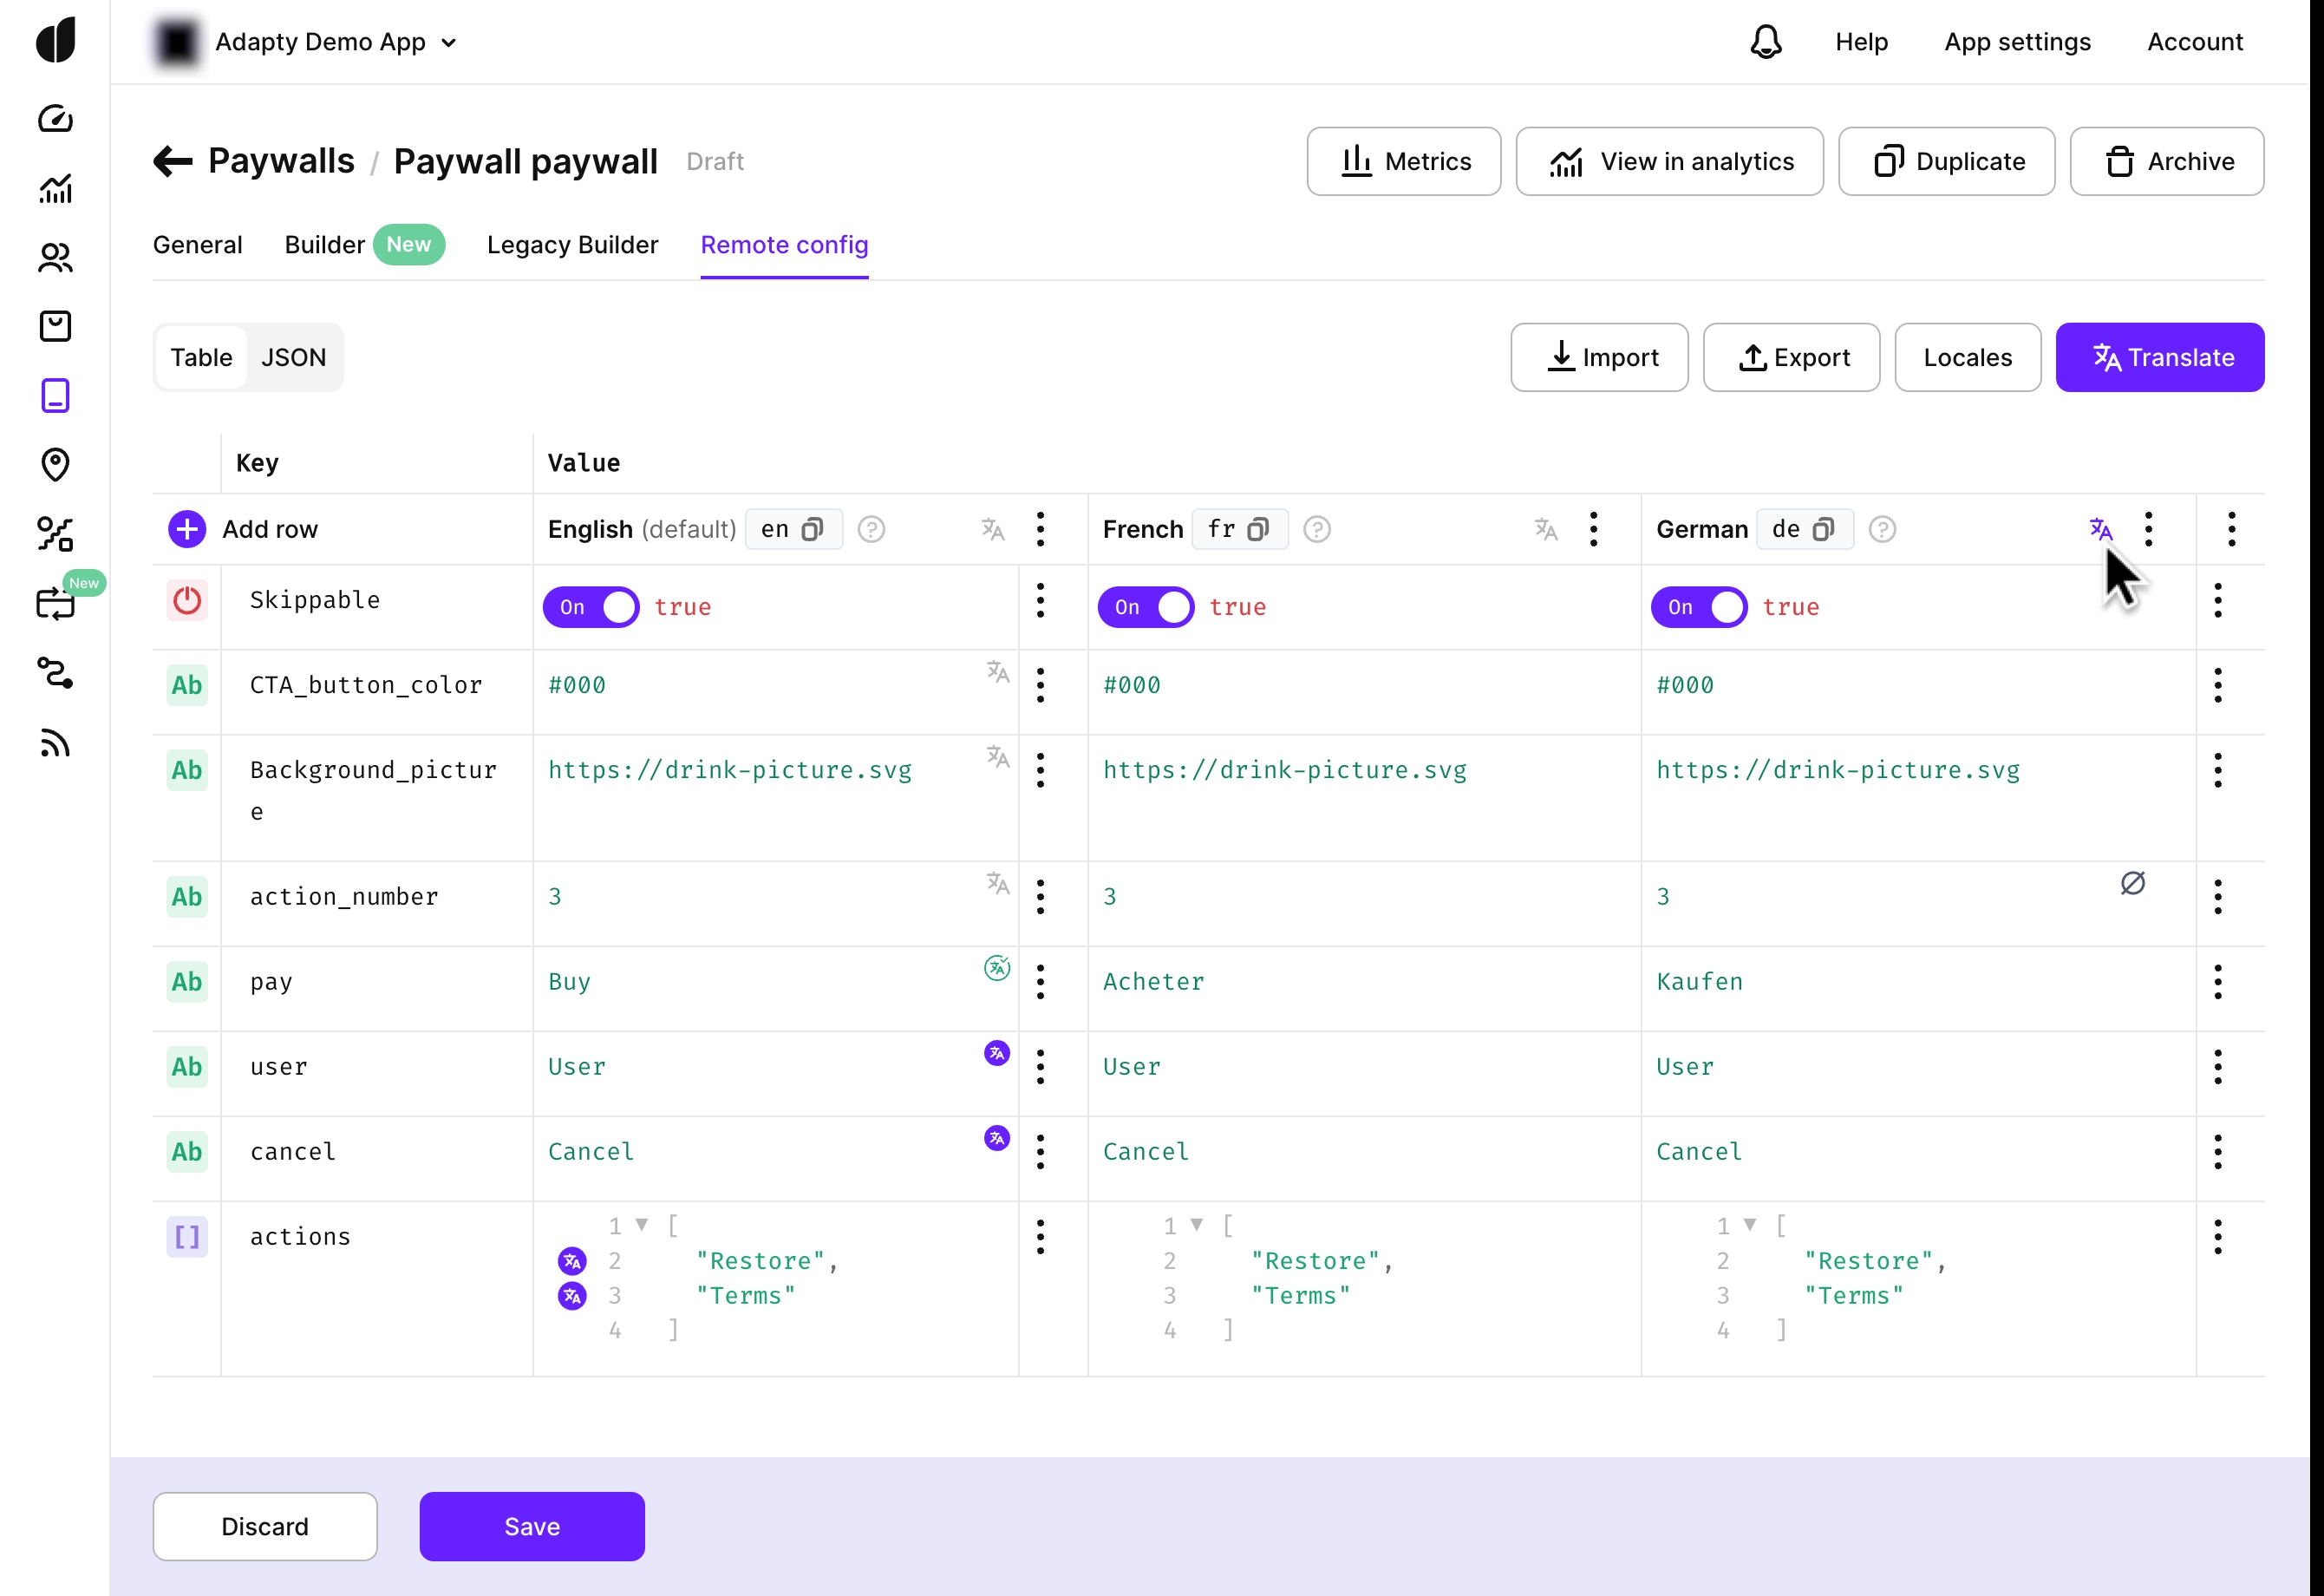 Adapty Demo App
Help
App settings
Account
Paywalls / Paywall paywall Draft
Metrics
View in analytics
Duplicate
Archive
General
Builder New
Legacy Builder
Remote config
Table JSON
Import
Export
Locales
Translate
New
Key Value
Add row English (default) en French fr German de
Skippable On true On true On true
Ab CTA_button_color #000 #000 #000
Ab Background_pictur https://drink-picture.svg https://drink-picture.svg https://drink-picture.svg
e
Ab action_number 3 3 3
Ab pay Buy Acheter Kaufen
Ab user User User User
Ab cancel Cancel Cancel Cancel
[] actions 1 [ 1 [ 1 [
2 "Restore", 2 "Restore", 2 "Restore",
3 "Terms" 3 "Terms" 3 "Terms"
4 ] 4 ] 4 ]
Discard Save